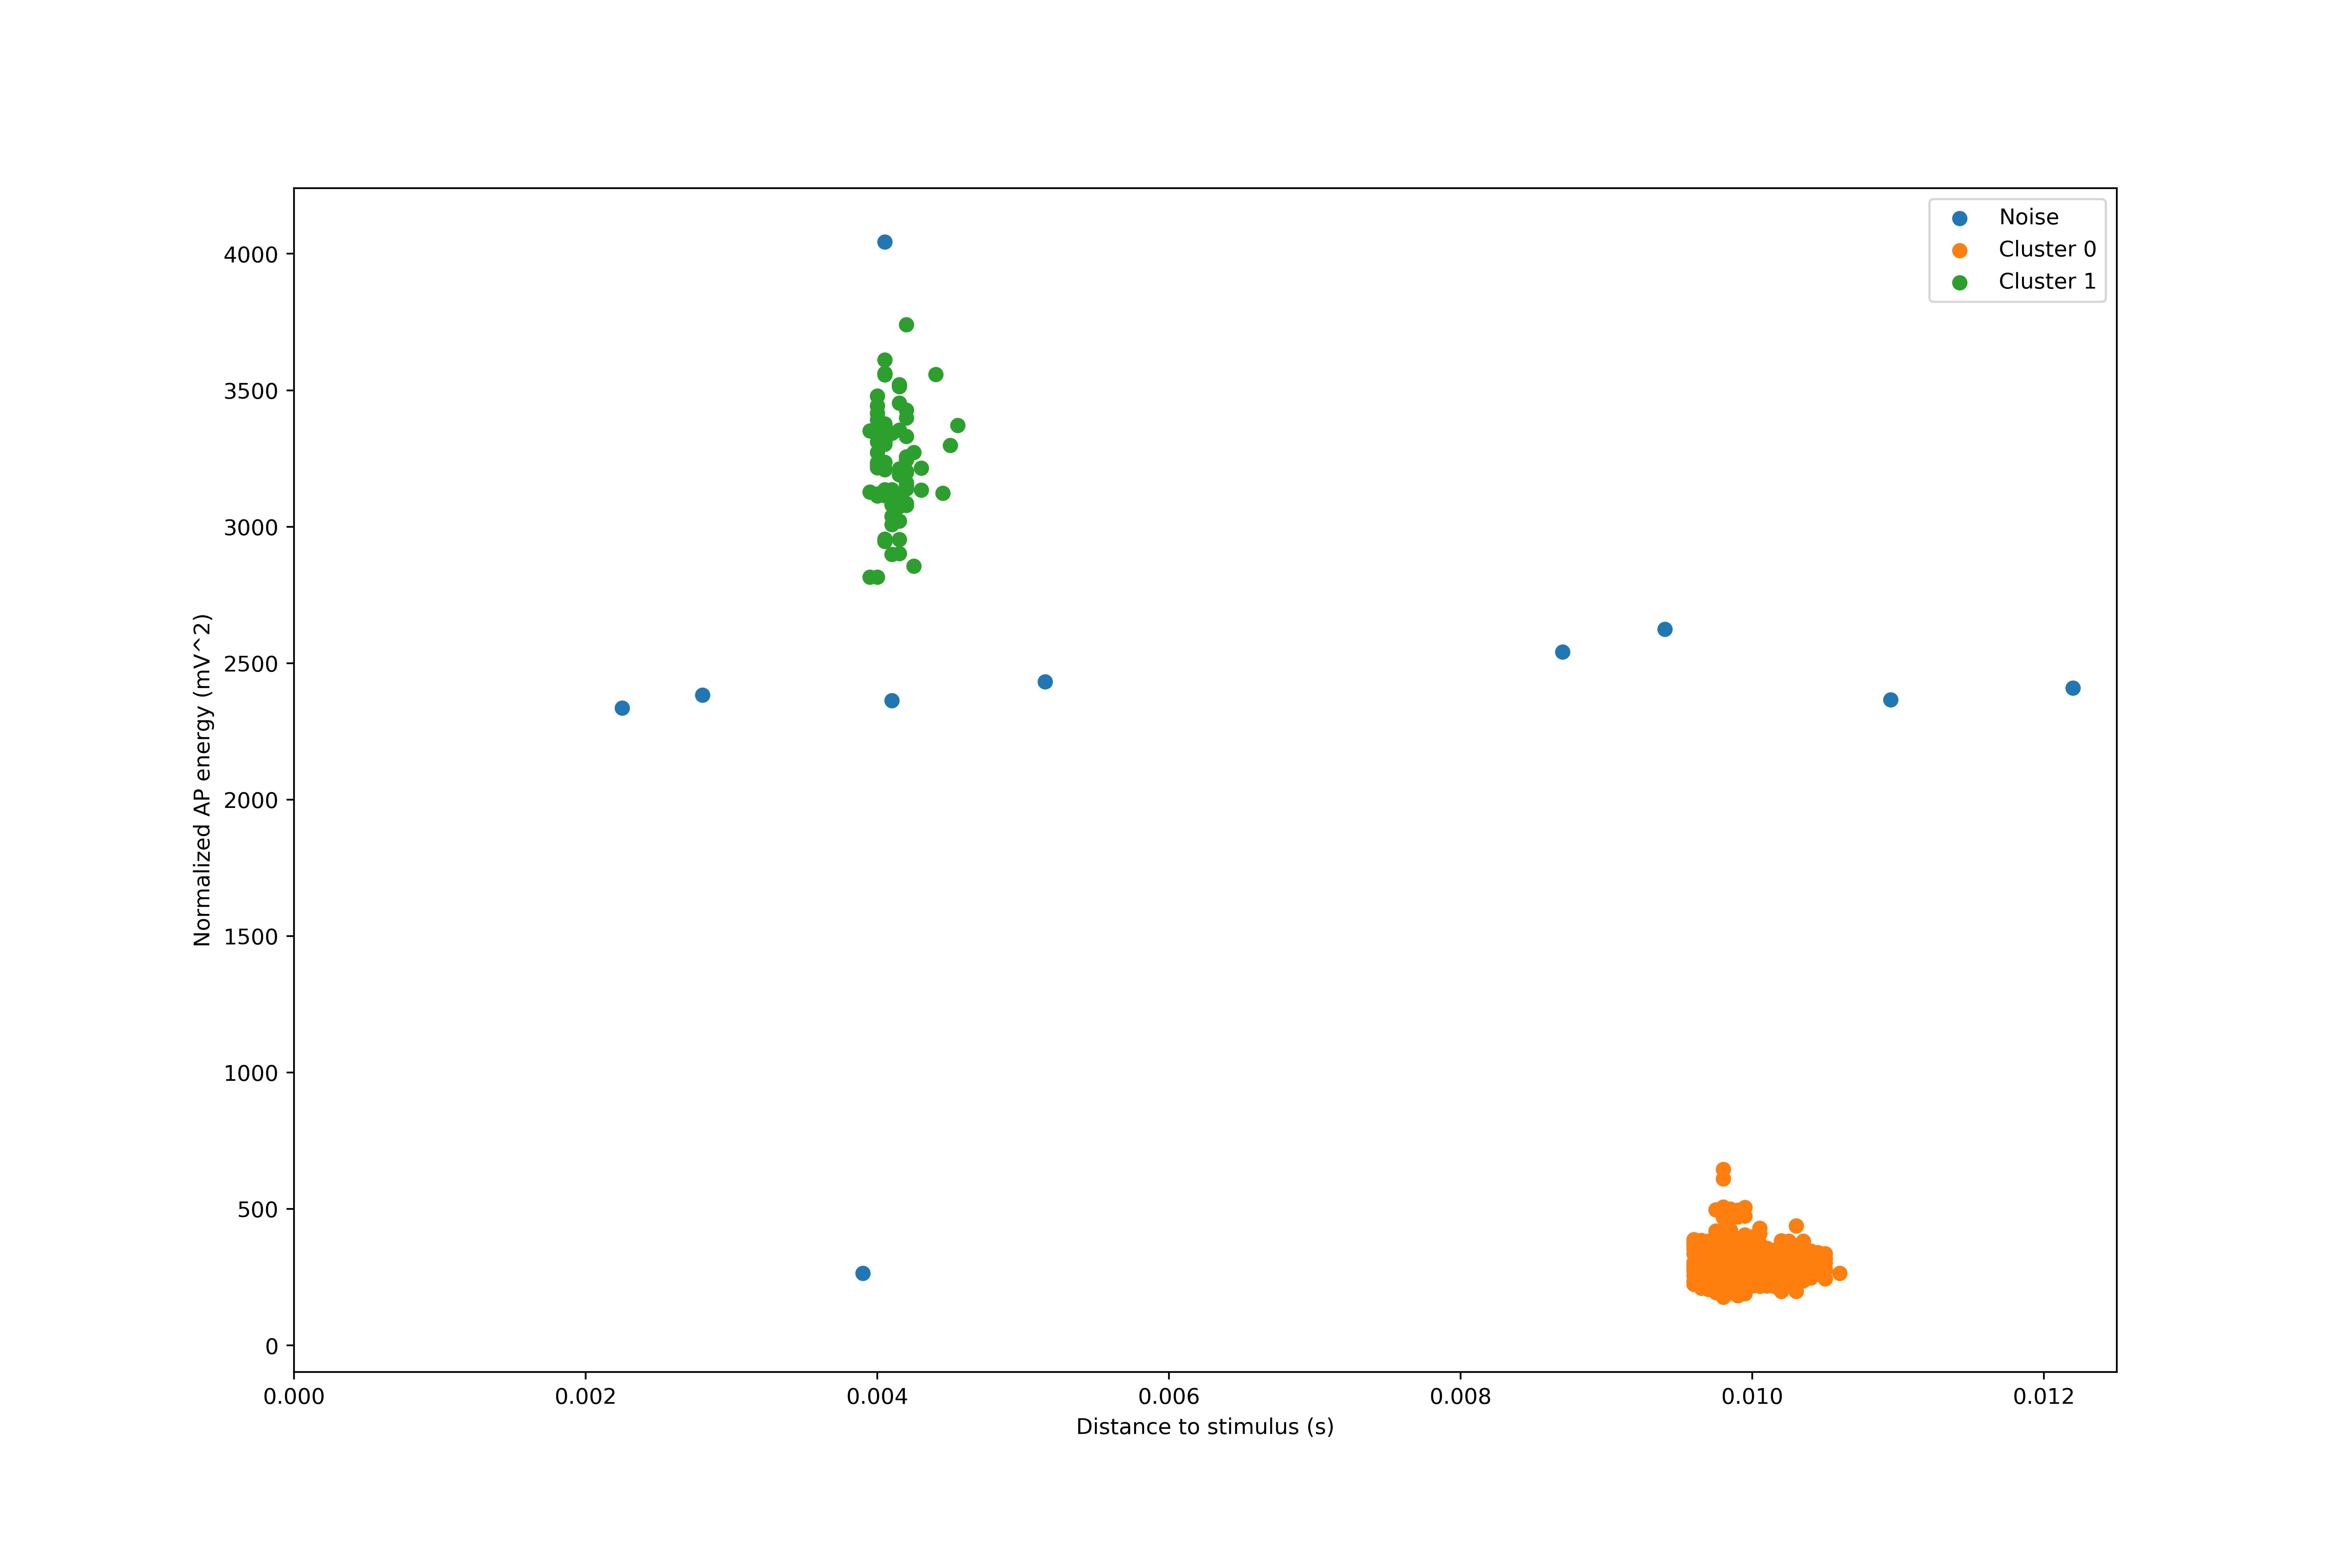 Noise
Cluster 0
Cluster 1
4000
3500
3000
2500
2000
1500
1000
500
0
Normalized AP energy (mV^2)
0.000 0.002 0.004 0.006 0.008 0.010 0.012
Distance to stimulus (s)